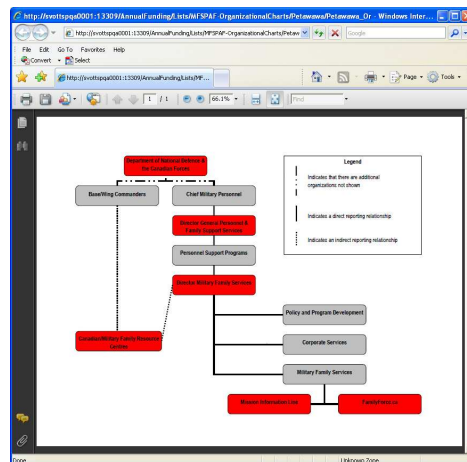 http://svottspqa0001:13309/AnnualFunding/Lists/MFSPAF-OrganizationalCharts/Petawawa/Petawawa_Or - Windows Inter...
http://svottspqa0001:13309/AnnualFunding/Lists/MFSPAF-OrganizationalCharts/Petaw
Google
File Edit Go To Favorites Help
Convert Select
http://svottspqa0001:13309/AnnualFunding/Lists/MF...
Page Tools
1 / 1 66.1% Find
Department of National Defence &
the Canadian Forces
Legend
Indicates that there are additional
organizations not shown
Indicates a direct reporting relationship
Indicates an indirect reporting relationship
Base/Wing Commanders
Chief Military Personnel
Director General Personnel &
Family Support Services
Personnel Support Programs
Director Military Family Services
Policy and Program Development
Canadian/Military Family Resource
Centres
Corporate Services
Military Family Services
Mission Information Line
FamilyForce.ca
Done
Unknown Zone